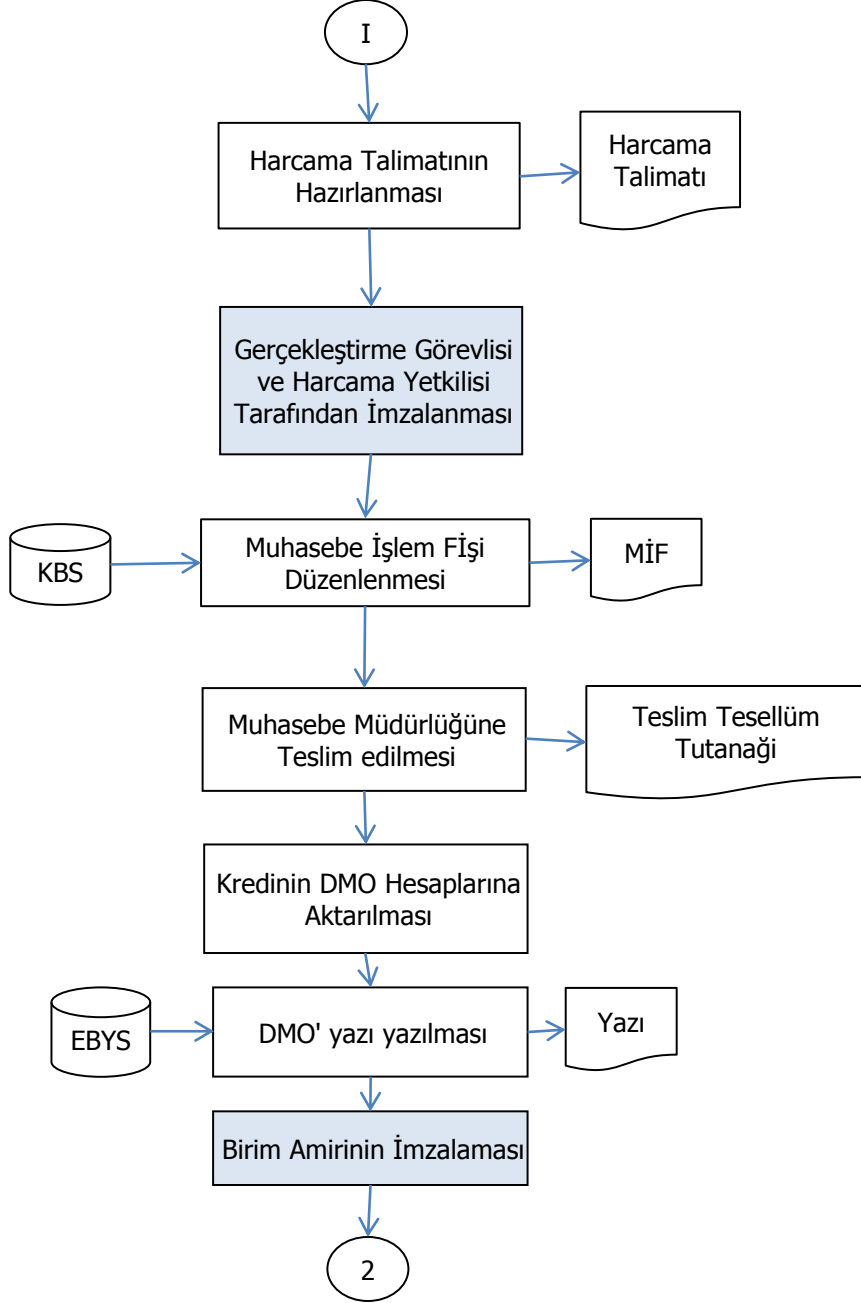 I
Harcama Talimatının
Hazırlanması
Harcama
Talimatı
Gerçekleştirme Görevlisi
ve Harcama Yetkilisi
Tarafından İmzalanması
KBS
Muhasebe İşlem Fİşi
Düzenlenmesi
MİF
Muhasebe Müdürlüğüne
Teslim edilmesi
Teslim Tesellüm
Tutanaği
Kredinin DMO Hesaplarına
Aktarılması
EBYS
DMO' yazı yazılması
Yazı
Birim Amirinin İmzalaması
2